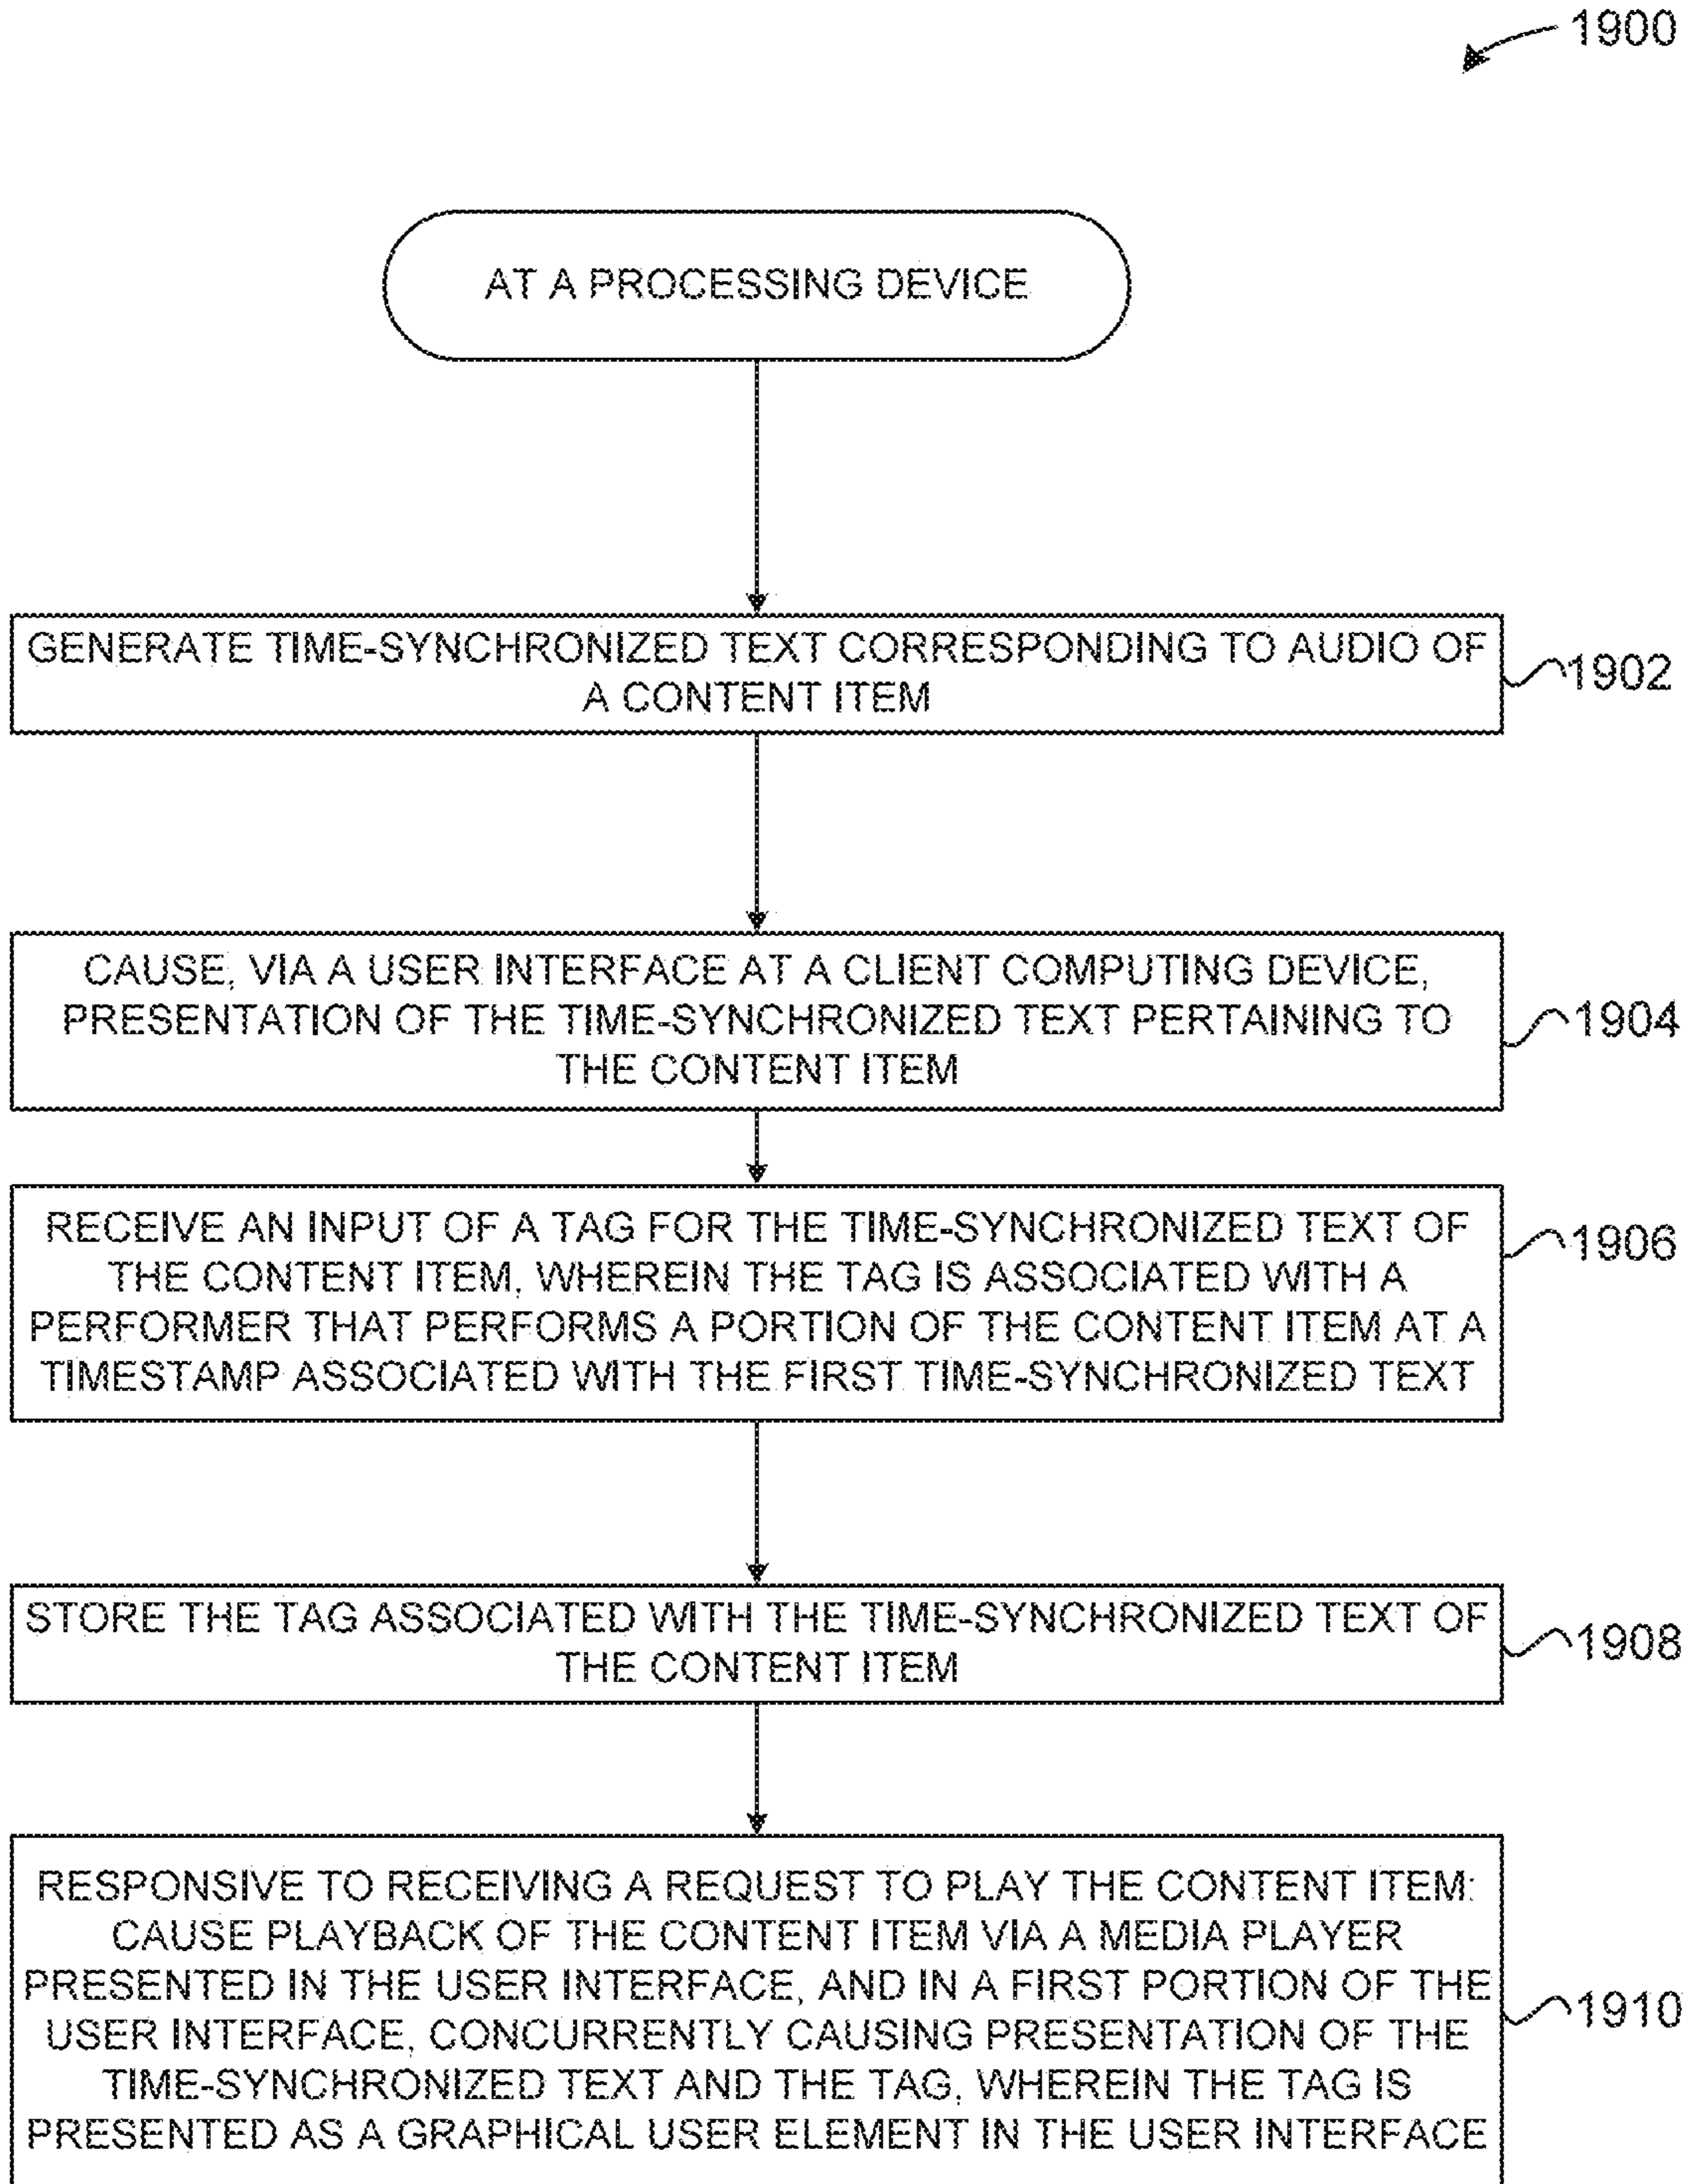 1900
AT A PROCESSING DEVICE
GENERATE TIME-SYNCHRONIZED TEXT CORRESPONDING TO AUDIO OF
A CONTENT ITEM
1902
CAUSE, VIA A USER INTERFACE AT A CLIENT COMPUTING DEVICE,
PRESENTATION OF THE TIME-SYNCHRONIZED TEXT PERTAINING TO
THE CONTENT ITEM
1904
RECEIVE AN INPUT OF A TAG FOR THE TIME-SYNCHRONIZED TEXT OF
THE CONTENT ITEM, WHEREIN THE TAG IS ASSOCIATED WITH A
PERFORMER THAT PERFORMS A PORTION OF THE CONTENT ITEM AT A
TIMESTAMP ASSOCIATED WITH THE FIRST TIME-SYNCHRONIZED TEXT
1906
STORE THE TAG ASSOCIATED WITH THE TIME-SYNCHRONIZED TEXT OF
THE CONTENT ITEM
1908
RESPONSIVE TO RECEIVING A REQUEST TO PLAY THE CONTENT ITEM:
CAUSE PLAYBACK OF THE CONTENT ITEM VIA A MEDIA PLAYER
PRESENTED IN THE USER INTERFACE, AND IN A FIRST PORTION OF THE
USER INTERFACE, CONCURRENTLY CAUSING PRESENTATION OF THE
TIME-SYNCHRONIZED TEXT AND THE TAG, WHEREIN THE TAG IS
PRESENTED AS A GRAPHICAL USER ELEMENT IN THE USER INTERFACE
1910